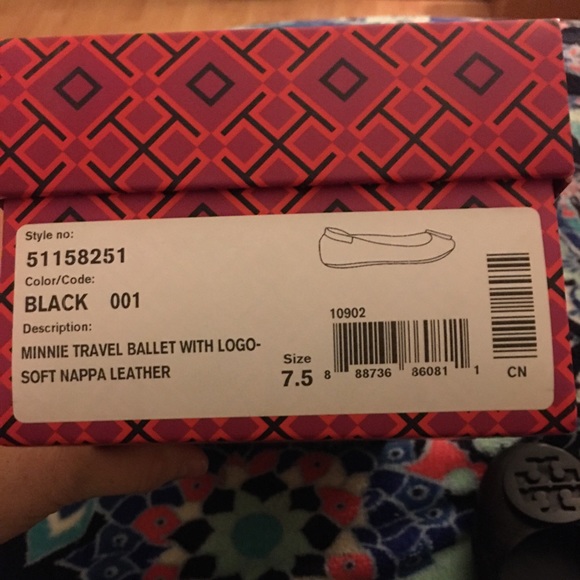 Style no:
51158251
Color/Code:
BLACK 001
Description:
MINNIE TRAVEL BALLET WITH LOGO-
SOFT NAPPA LEATHER
Size
7.5
10902
8 88736 86081 1
CN